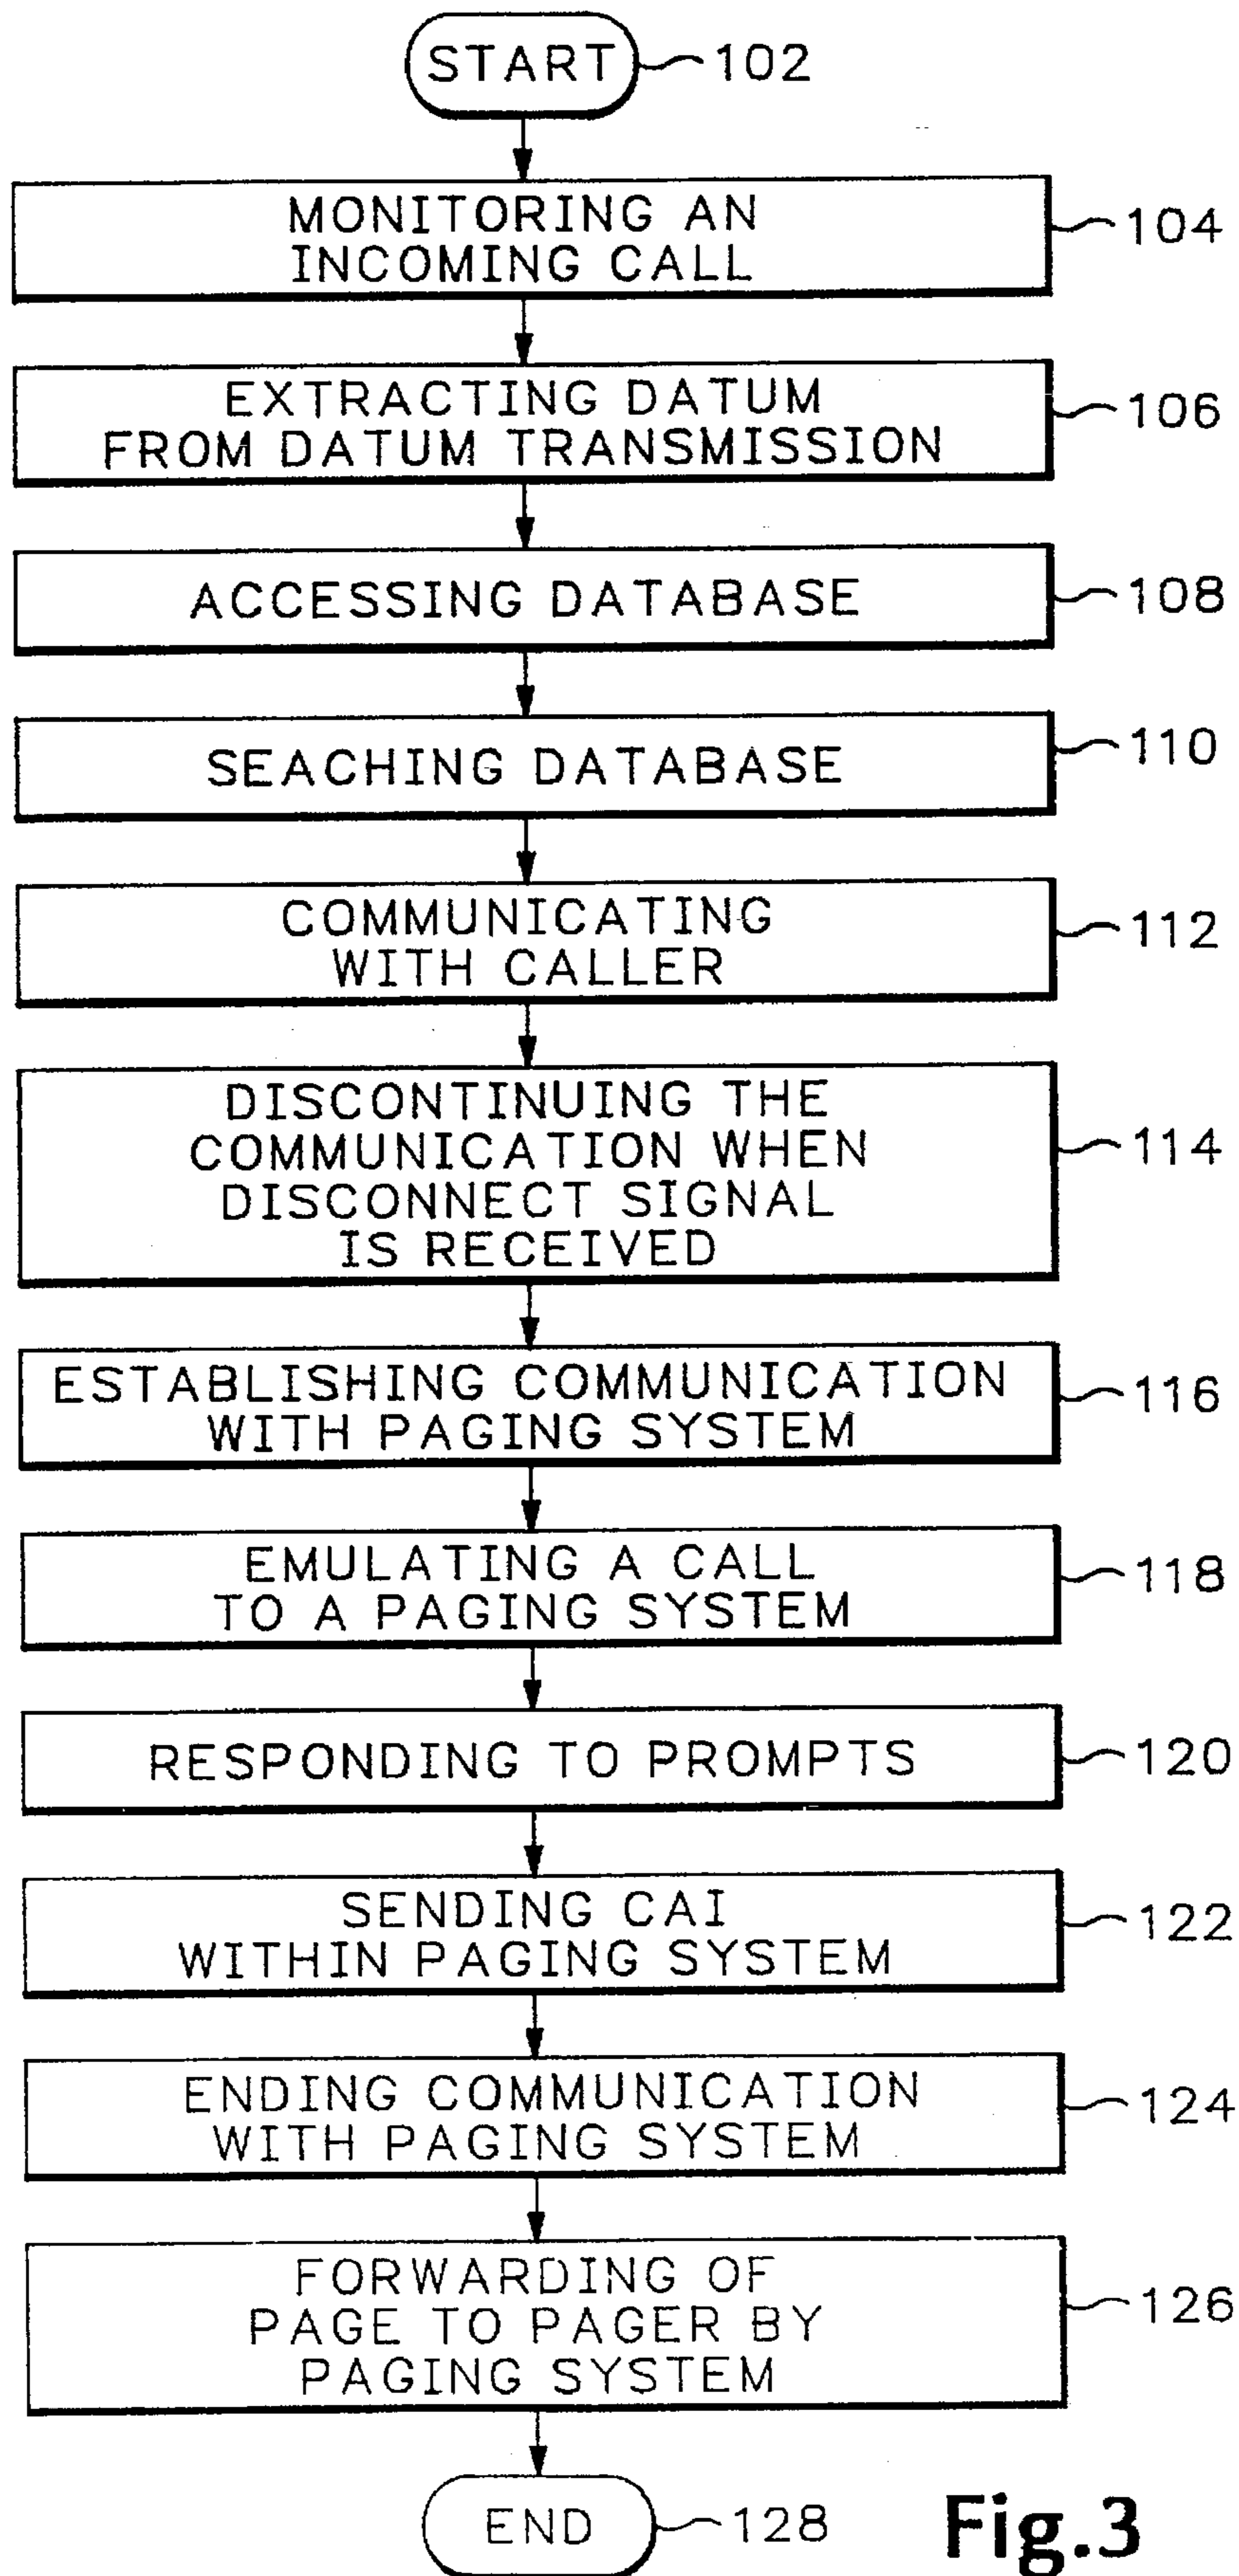 START
102
MONITORING AN
INCOMING CALL
104
EXTRACTING DATUM
FROM DATUM TRANSMISSION
106
ACCESSING DATABASE
108
SEACHING DATABASE
110
COMMUNICATING
WITH CALLER
112
DISCONTINUING THE
COMMUNICATION WHEN
DISCONNECT SIGNAL
IS RECEIVED
114
ESTABLISHING COMMUNICATION
WITH PAGING SYSTEM
116
EMULATING A CALL
TO A PAGING SYSTEM
118
RESPONDING TO PROMPTS
120
SENDING CAI
WITHIN PAGING SYSTEM
122
ENDING COMMUNICATION
WITH PAGING SYSTEM
124
FORWARDING OF
PAGE TO PAGER BY
PAGING SYSTEM
126
END
128
Fig.3